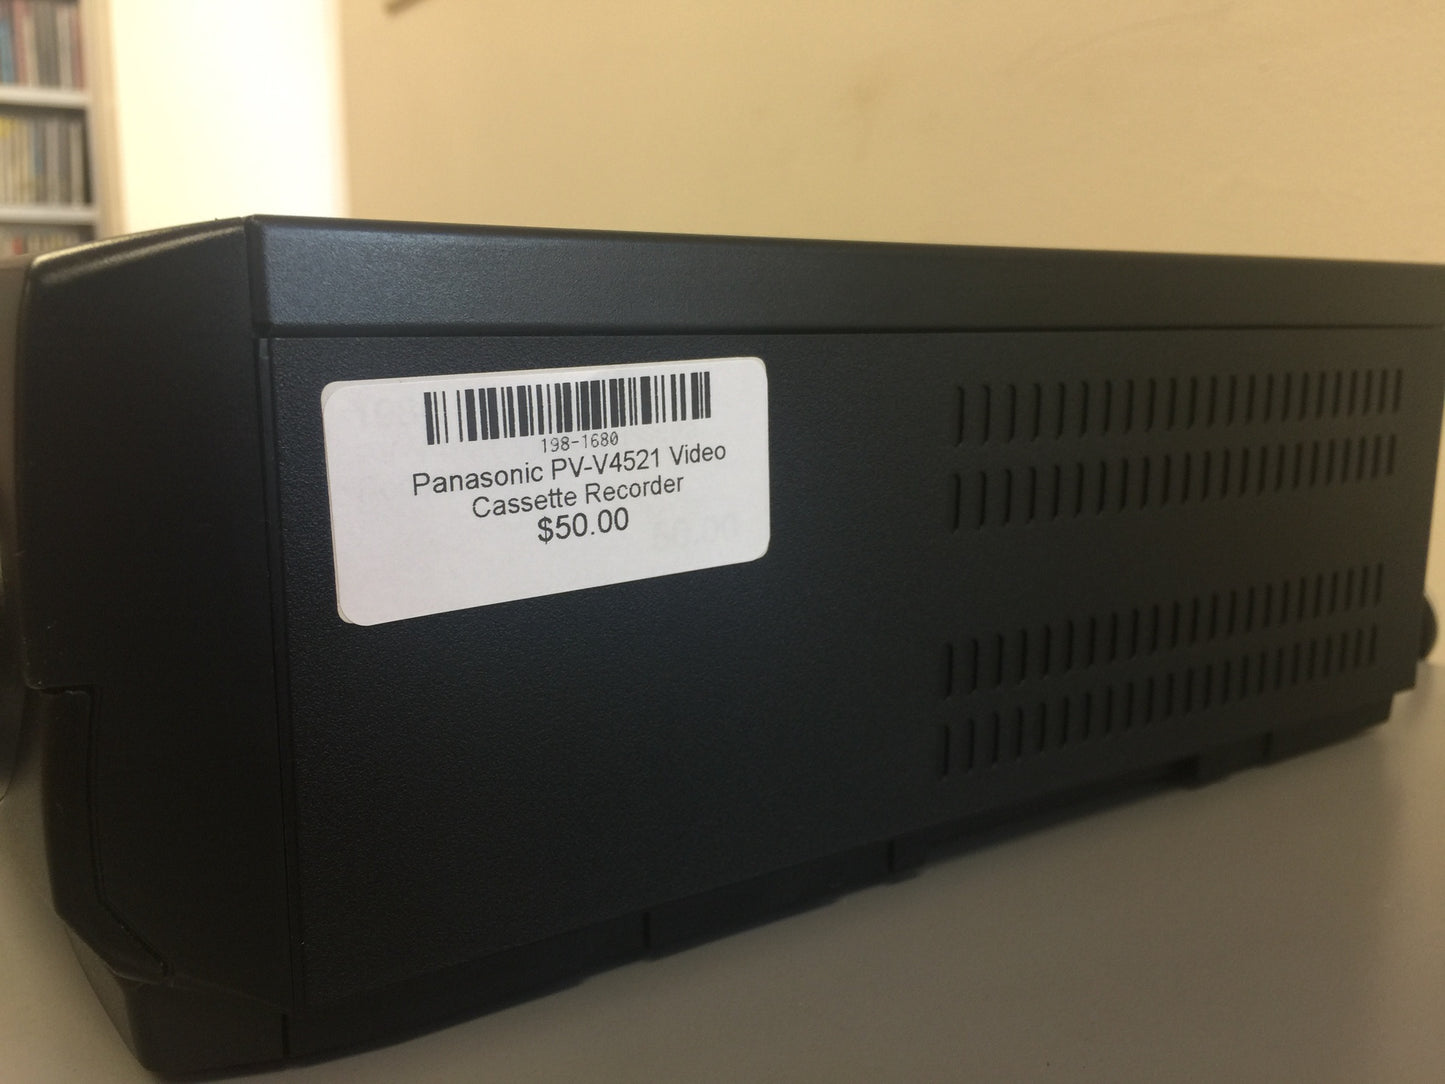 198-1680
Panasonic PV-V4521 Video
Cassette Recorder
$50.00